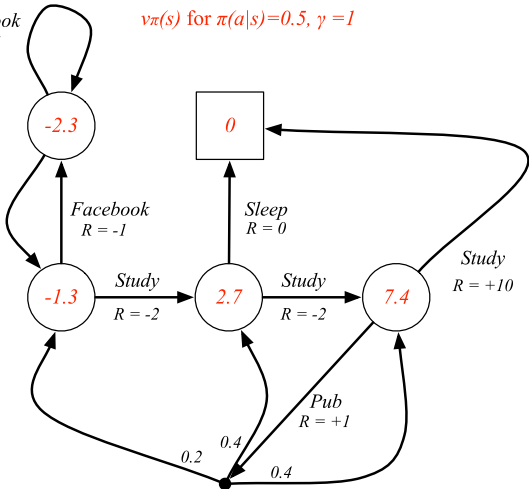 vπ(s) for π(a|s)=0.5, γ =1
-2.3
0
Facebook
R = -1
Sleep
R = 0
Study
R = +10
-1.3
Study
R = -2
2.7
Study
R = -2
7.4
Pub
R = +1
0.2
0.4
0.4